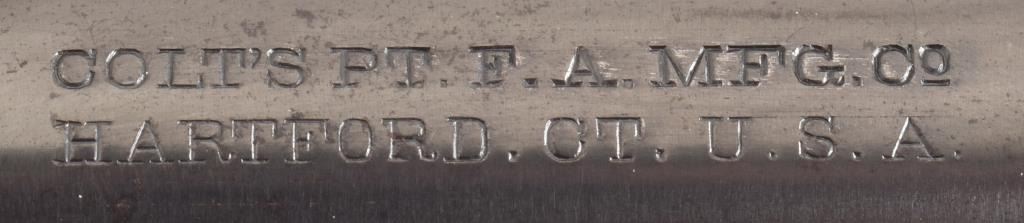 COLT'S PT. F. A. MFG. Co
HARTFORD. CT. U. S. A.